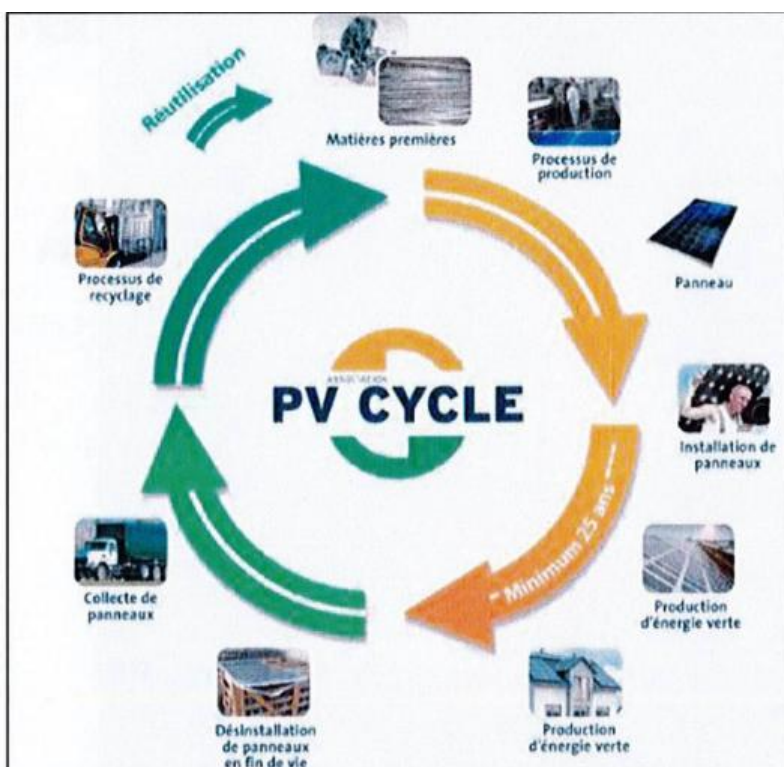 Réutilisation
Matières premières
Processus de
production
Panneau
Installation de
panneaux
Minimum 25 ans
Production
d'énergie verte
Production
d'énergie verte
Désinstallation
de panneaux
en fin de vie
Collecte de
panneaux
Processus de
recyclage
ASSOCIATION
PV CYCLE